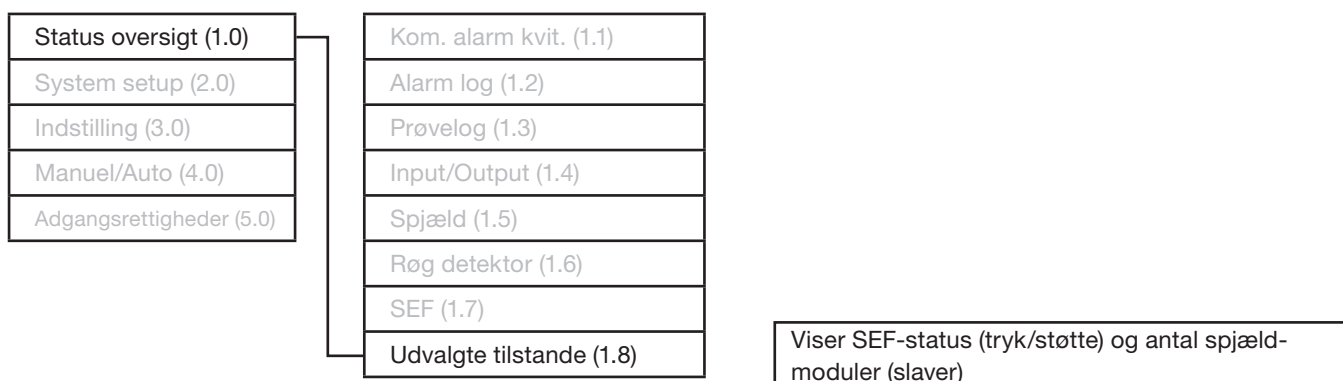 Status oversigt (1.0)
System setup (2.0)
Indstilling (3.0)
Manuel/Auto (4.0)
Adgangsrettigheder (5.0)
Kom. alarm kvit. (1.1)
Alarm log (1.2)
Prøvelog (1.3)
Input/Output (1.4)
Spjæld (1.5)
Røg detektor (1.6)
SEF (1.7)
Udvalgte tilstande (1.8)
Viser SEF-status (tryk/støtte) og antal spjæld-
moduler (slaver)